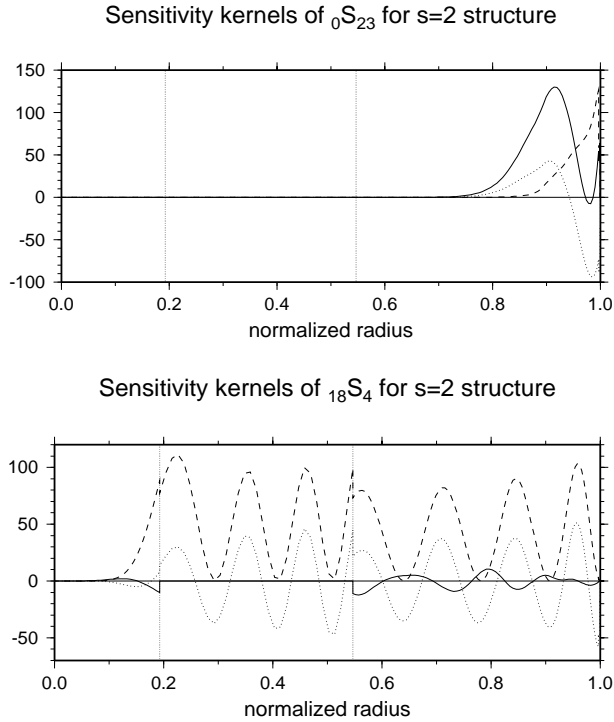 Sensitivity kernels of ₀S₂₃ for s=2 structure
150
100
50
0
-50
-100
0.0 0.2 0.4 0.6 0.8 1.0
normalized radius
Sensitivity kernels of ₁₈S₄ for s=2 structure
100
50
0
-50
0.0 0.2 0.4 0.6 0.8 1.0
normalized radius